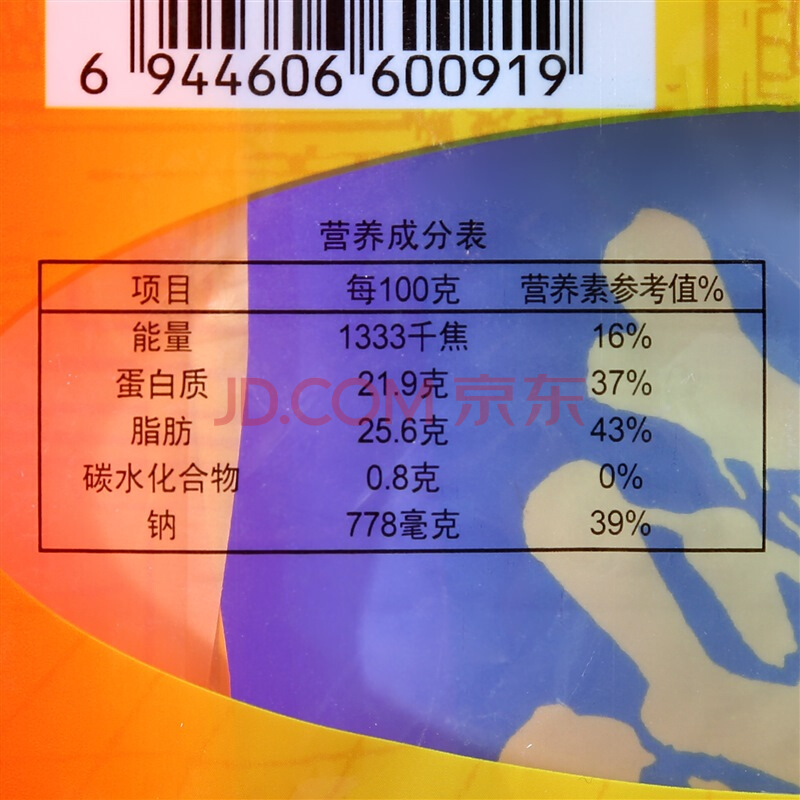 6 944606 600919
营养成分表
项目 每100克 营养素参考值%
能量 1333千焦 16%
蛋白质 21.9克 37%
JD.COM 京东
脂肪 25.6克 43%
碳水化合物 0.8克 0%
钠 778毫克 39%